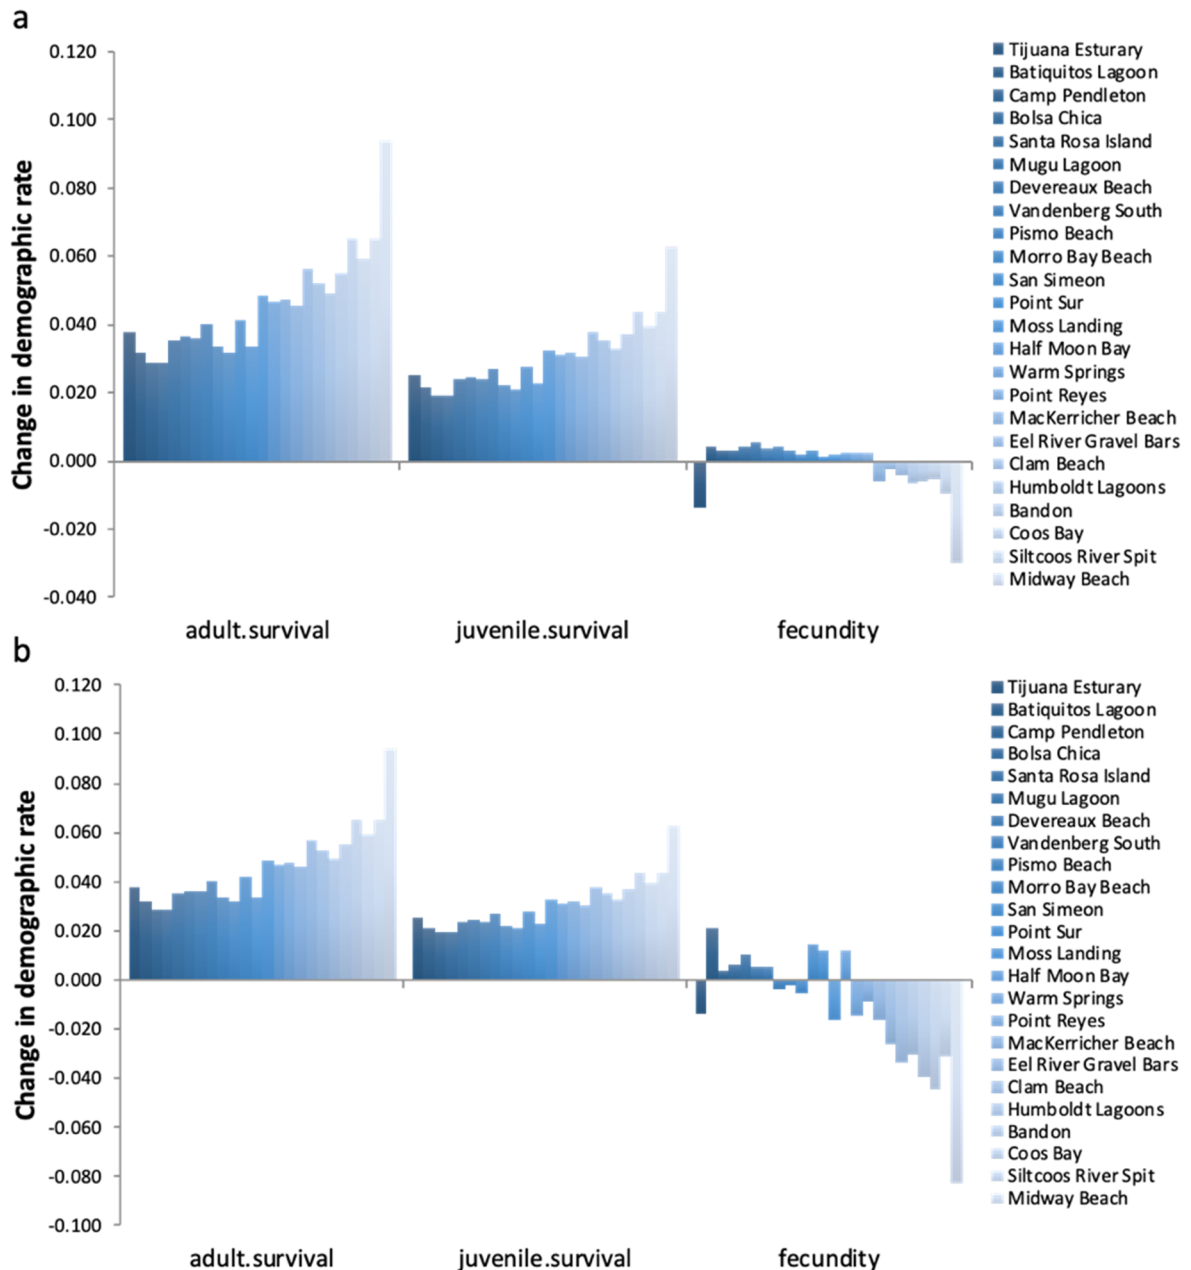 a
Change in demographic rate
0.120
0.100
0.080
0.060
0.040
0.020
0.000
-0.020
-0.040
adult.survival
juvenile.survival
fecundity
Tijuana Esturary
Batiquitos Lagoon
Camp Pendleton
Bolsa Chica
Santa Rosa Island
Mugu Lagoon
Devereaux Beach
Vandenberg South
Pismo Beach
Morro Bay Beach
San Simeon
Point Sur
Moss Landing
Half Moon Bay
Warm Springs
Point Reyes
MacKerricher Beach
Eel River Gravel Bars
Clam Beach
Humboldt Lagoons
Bandon
Coos Bay
Siltcoos River Spit
Midway Beach
b
Change in demographic rate
0.120
0.100
0.080
0.060
0.040
0.020
0.000
-0.020
-0.040
-0.060
-0.080
-0.100
adult.survival
juvenile.survival
fecundity
Tijuana Esturary
Batiquitos Lagoon
Camp Pendleton
Bolsa Chica
Santa Rosa Island
Mugu Lagoon
Devereaux Beach
Vandenberg South
Pismo Beach
Morro Bay Beach
San Simeon
Point Sur
Moss Landing
Half Moon Bay
Warm Springs
Point Reyes
MacKerricher Beach
Eel River Gravel Bars
Clam Beach
Humboldt Lagoons
Bandon
Coos Bay
Siltcoos River Spit
Midway Beach